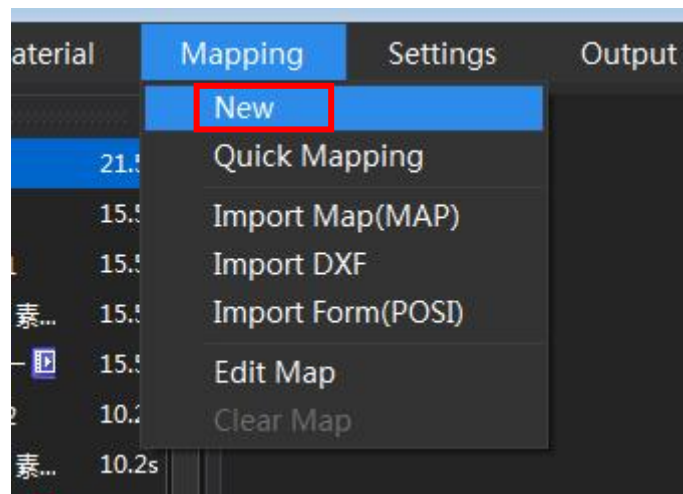 aterial Mapping Settings Output
New
21.5
Quick Mapping
15.5
Import Map(MAP)
15.5
Import DXF
素... 15.5
Import Form(POSI)
15.5
Edit Map
10.2
Clear Map
素... 10.2s